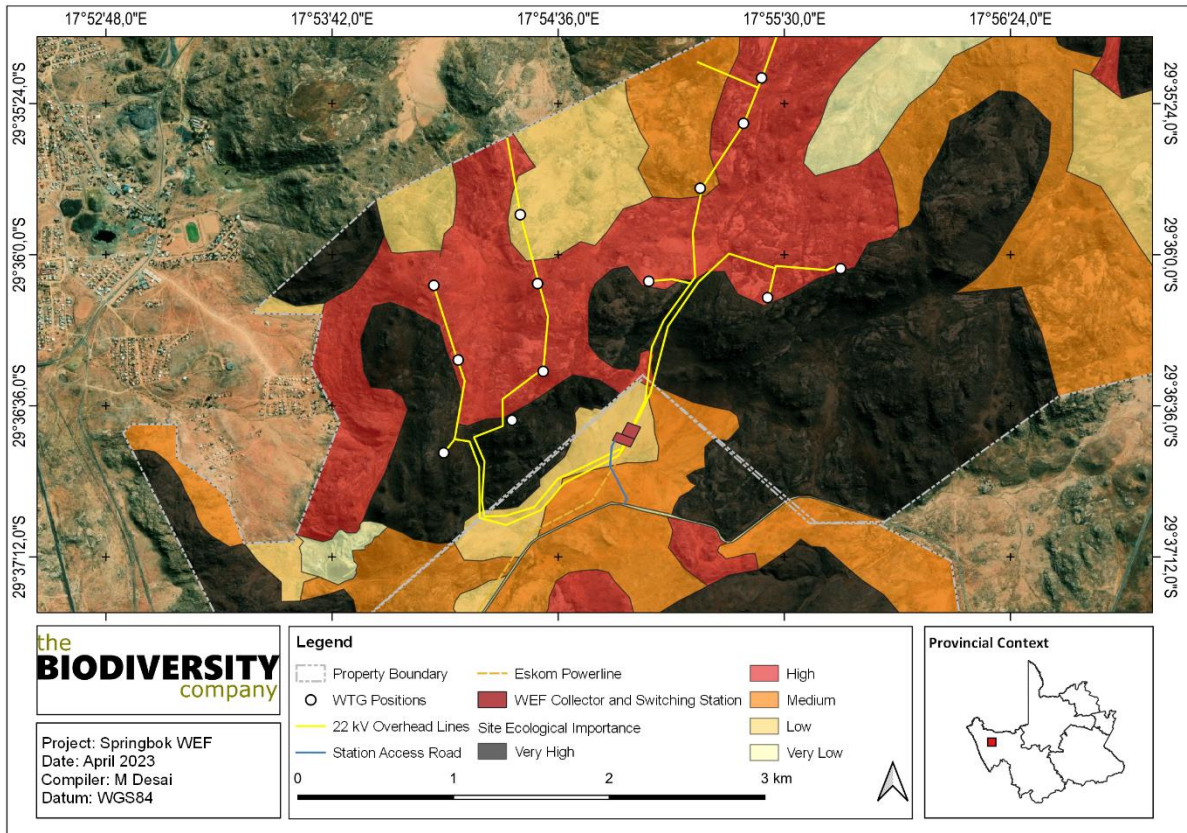 17°52'48,0"E 17°53'42,0"E 17°54'36,0"E 17°55'30,0"E 17°56'24,0"E
29°35'24,0"S 29°35'24,0"S
29°36'0,0"S 29°36'0,0"S
29°36'36,0"S 29°36'36,0"S
29°37'12,0"S 29°37'12,0"S
the
BIODIVERSITY
company
Project: Springbok WEF
Date: April 2023
Compiler: M Desai
Datum: WGS84
Legend
Property Boundary
WTG Positions
22 kV Overhead Lines
Station Access Road
Eskom Powerline
WEF Collector and Switching Station
Site Ecological Importance
Very High
High
Medium
Low
Very Low
0 1 2 3 km
Provincial Context